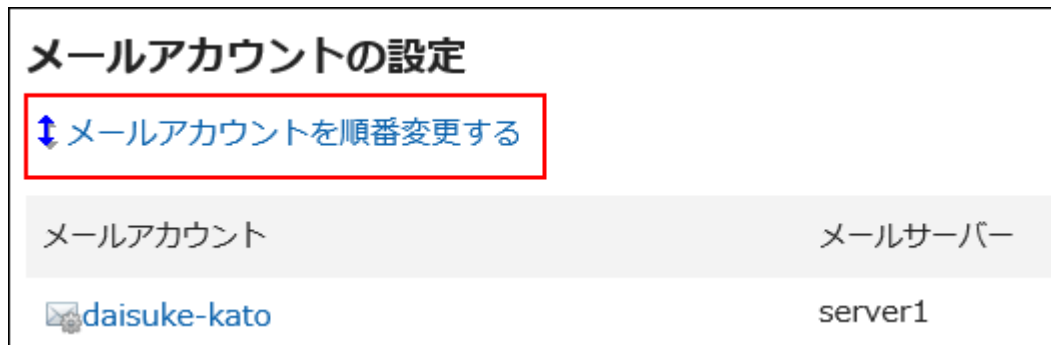 メールアカウントの設定
メールアカウントを順番変更する
メールアカウント メールサーバー
daisuke-kato server1